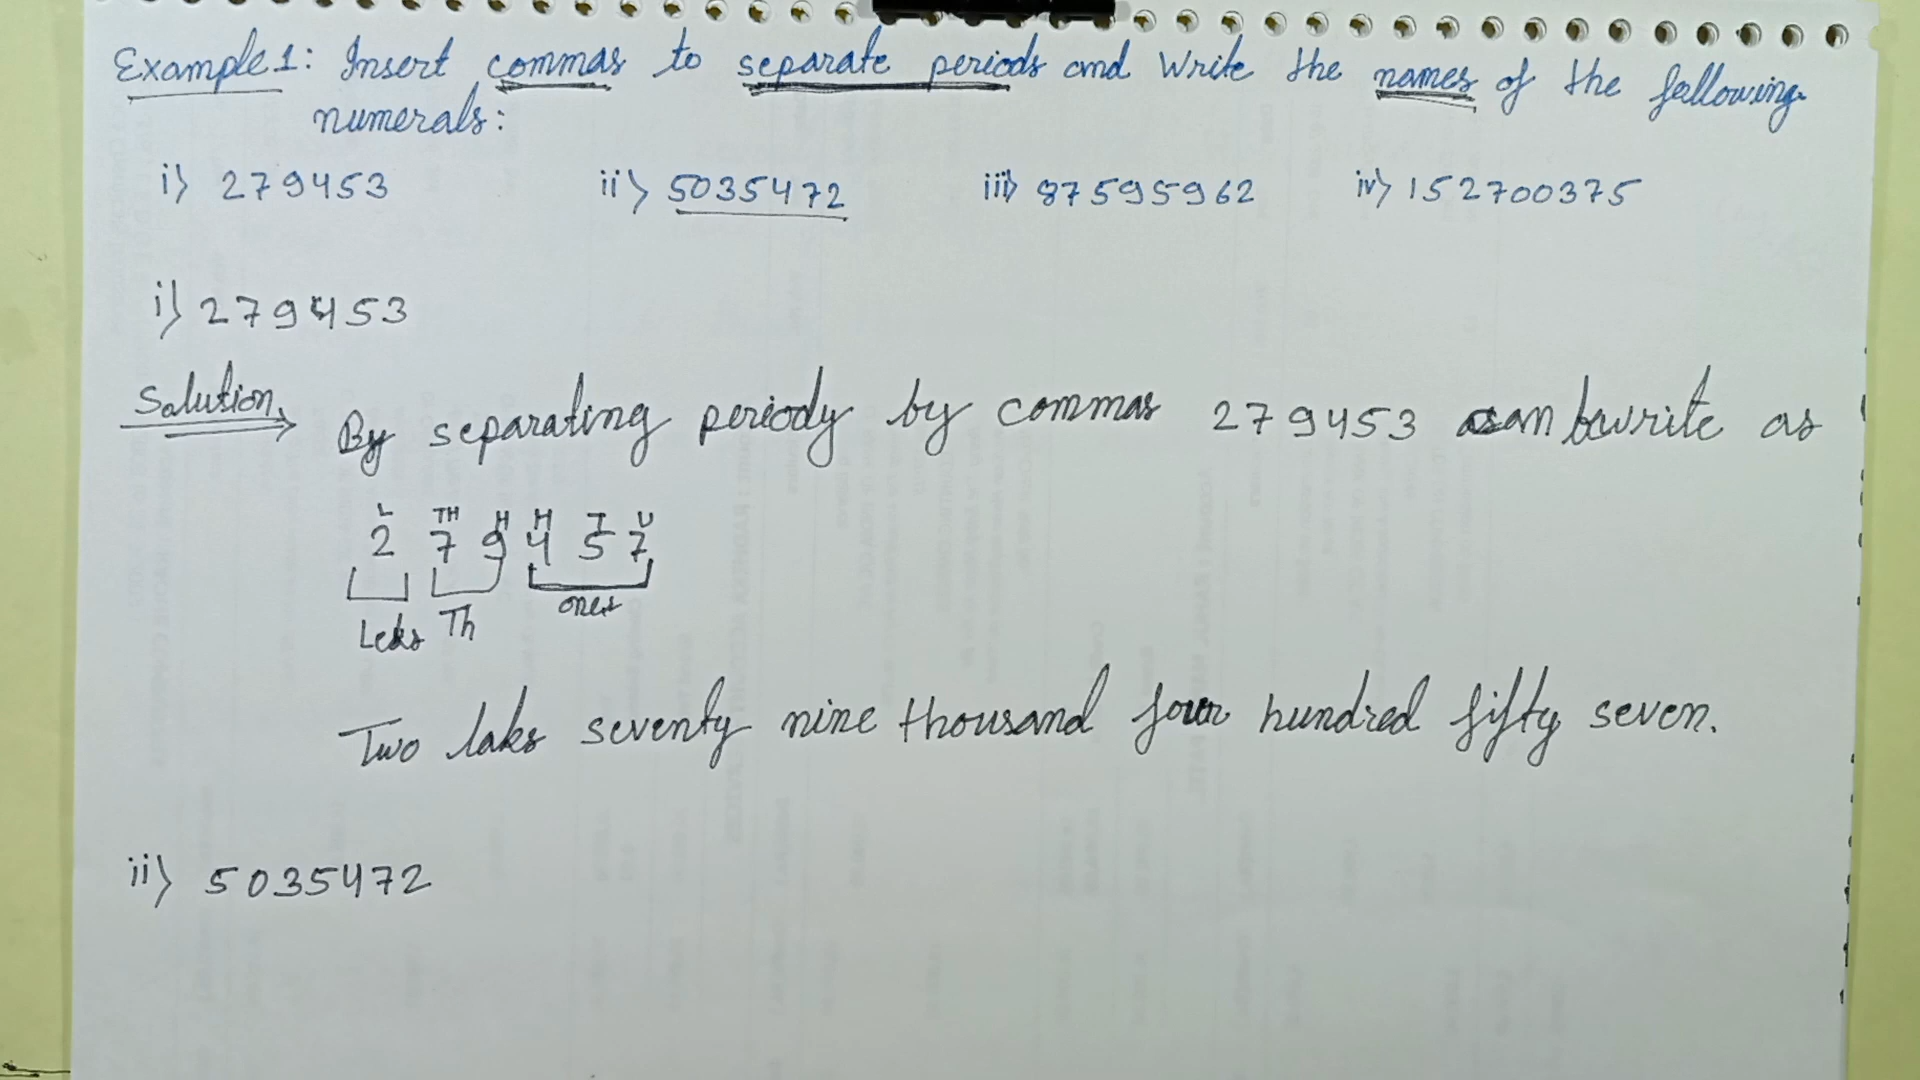 Example 1: Insert commas to separate periods and Write the names of the following
numerals:
i) 279453 ii) 5035472 iii) 87595962 iv) 152700375
i) 279453
Solution By separating periody by commas 279453 can be write as
L TH H H T U
2 7 9 4 5 7
Leks Th ones
Two laks seventy nine thousand four hundred fifty seven.
ii) 5035472